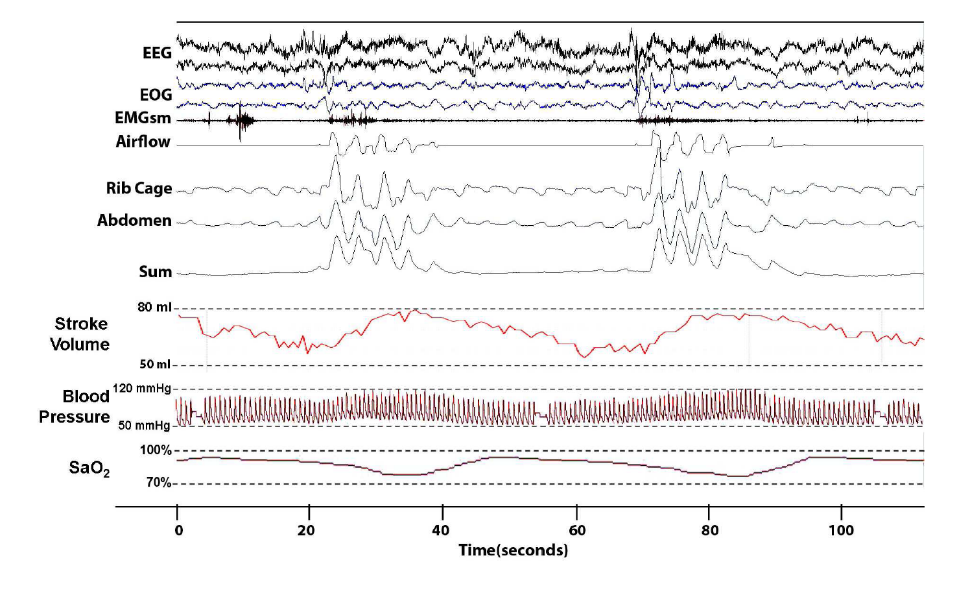 EEG
EOG
EMGsm
Airflow
Rib Cage
Abdomen
Sum
80 ml
Stroke
Volume
50 ml
120 mmHg
Blood
Pressure
50 mmHg
100%
SaO2
70%
0 20 40 60 80 100
Time(seconds)